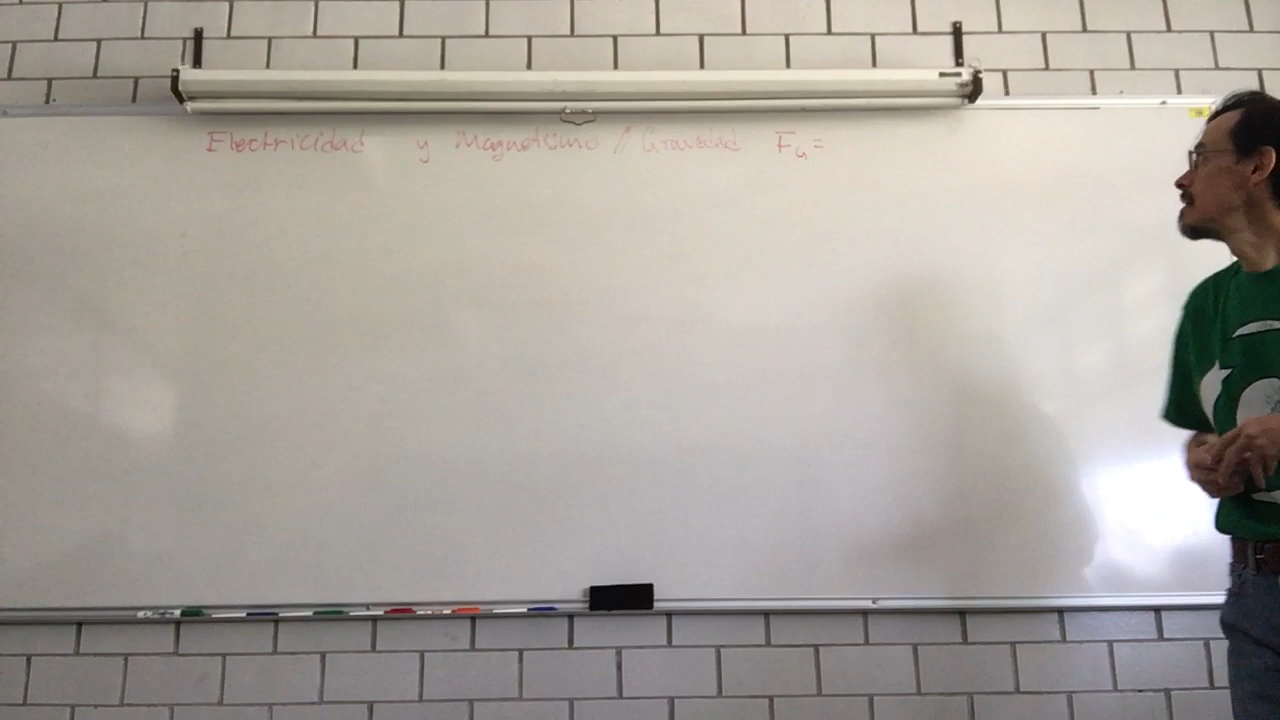 Electricidad y Magnetismo // Gravedad F_G =